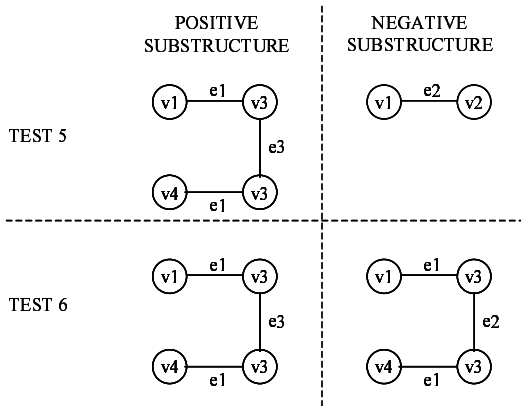 POSITIVE SUBSTRUCTURE
NEGATIVE SUBSTRUCTURE
TEST 5
v1 e1 v3
e3
v4 e1 v3
v1 e2 v2
TEST 6
v1 e1 v3
e3
v4 e1 v3
v1 e1 v3
e2
v4 e1 v3